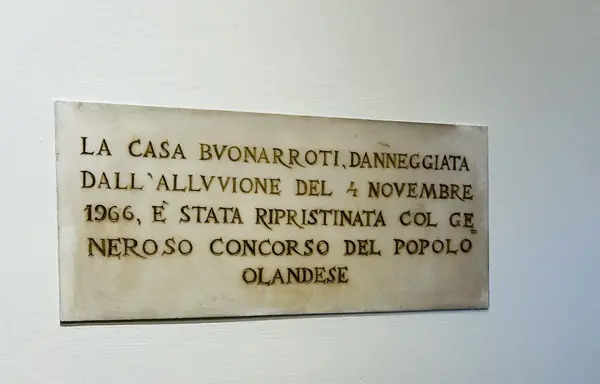 LA CASA BVONARROTI, DANNEGGIATA
DALL'ALLVVIONE DEL 4 NOVEMBRE
1966, È STATA RIPRISTINATA COL GE=
NEROSO CONCORSO DEL POPOLO
OLANDESE